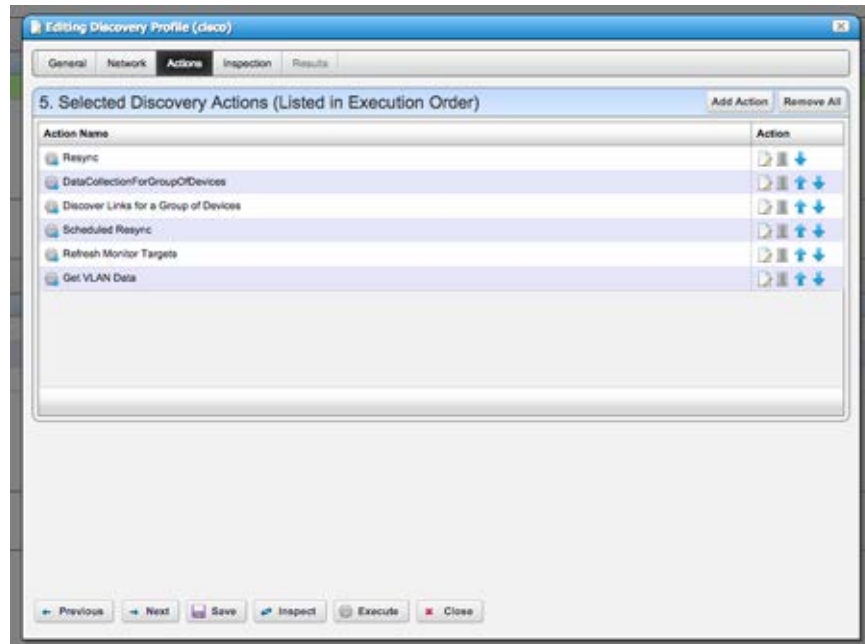 Editing Discovery Profile (cisco)
General Network Actions Inspection Results
5. Selected Discovery Actions (Listed in Execution Order) Add Action Remove All
Action Name Action
Resync
DataCollectionForGroupOfDevices
Discover Links for a Group of Devices
Scheduled Resync
Refresh Monitor Targets
Get VLAN Data
Previous Next Save Inspect Execute Close